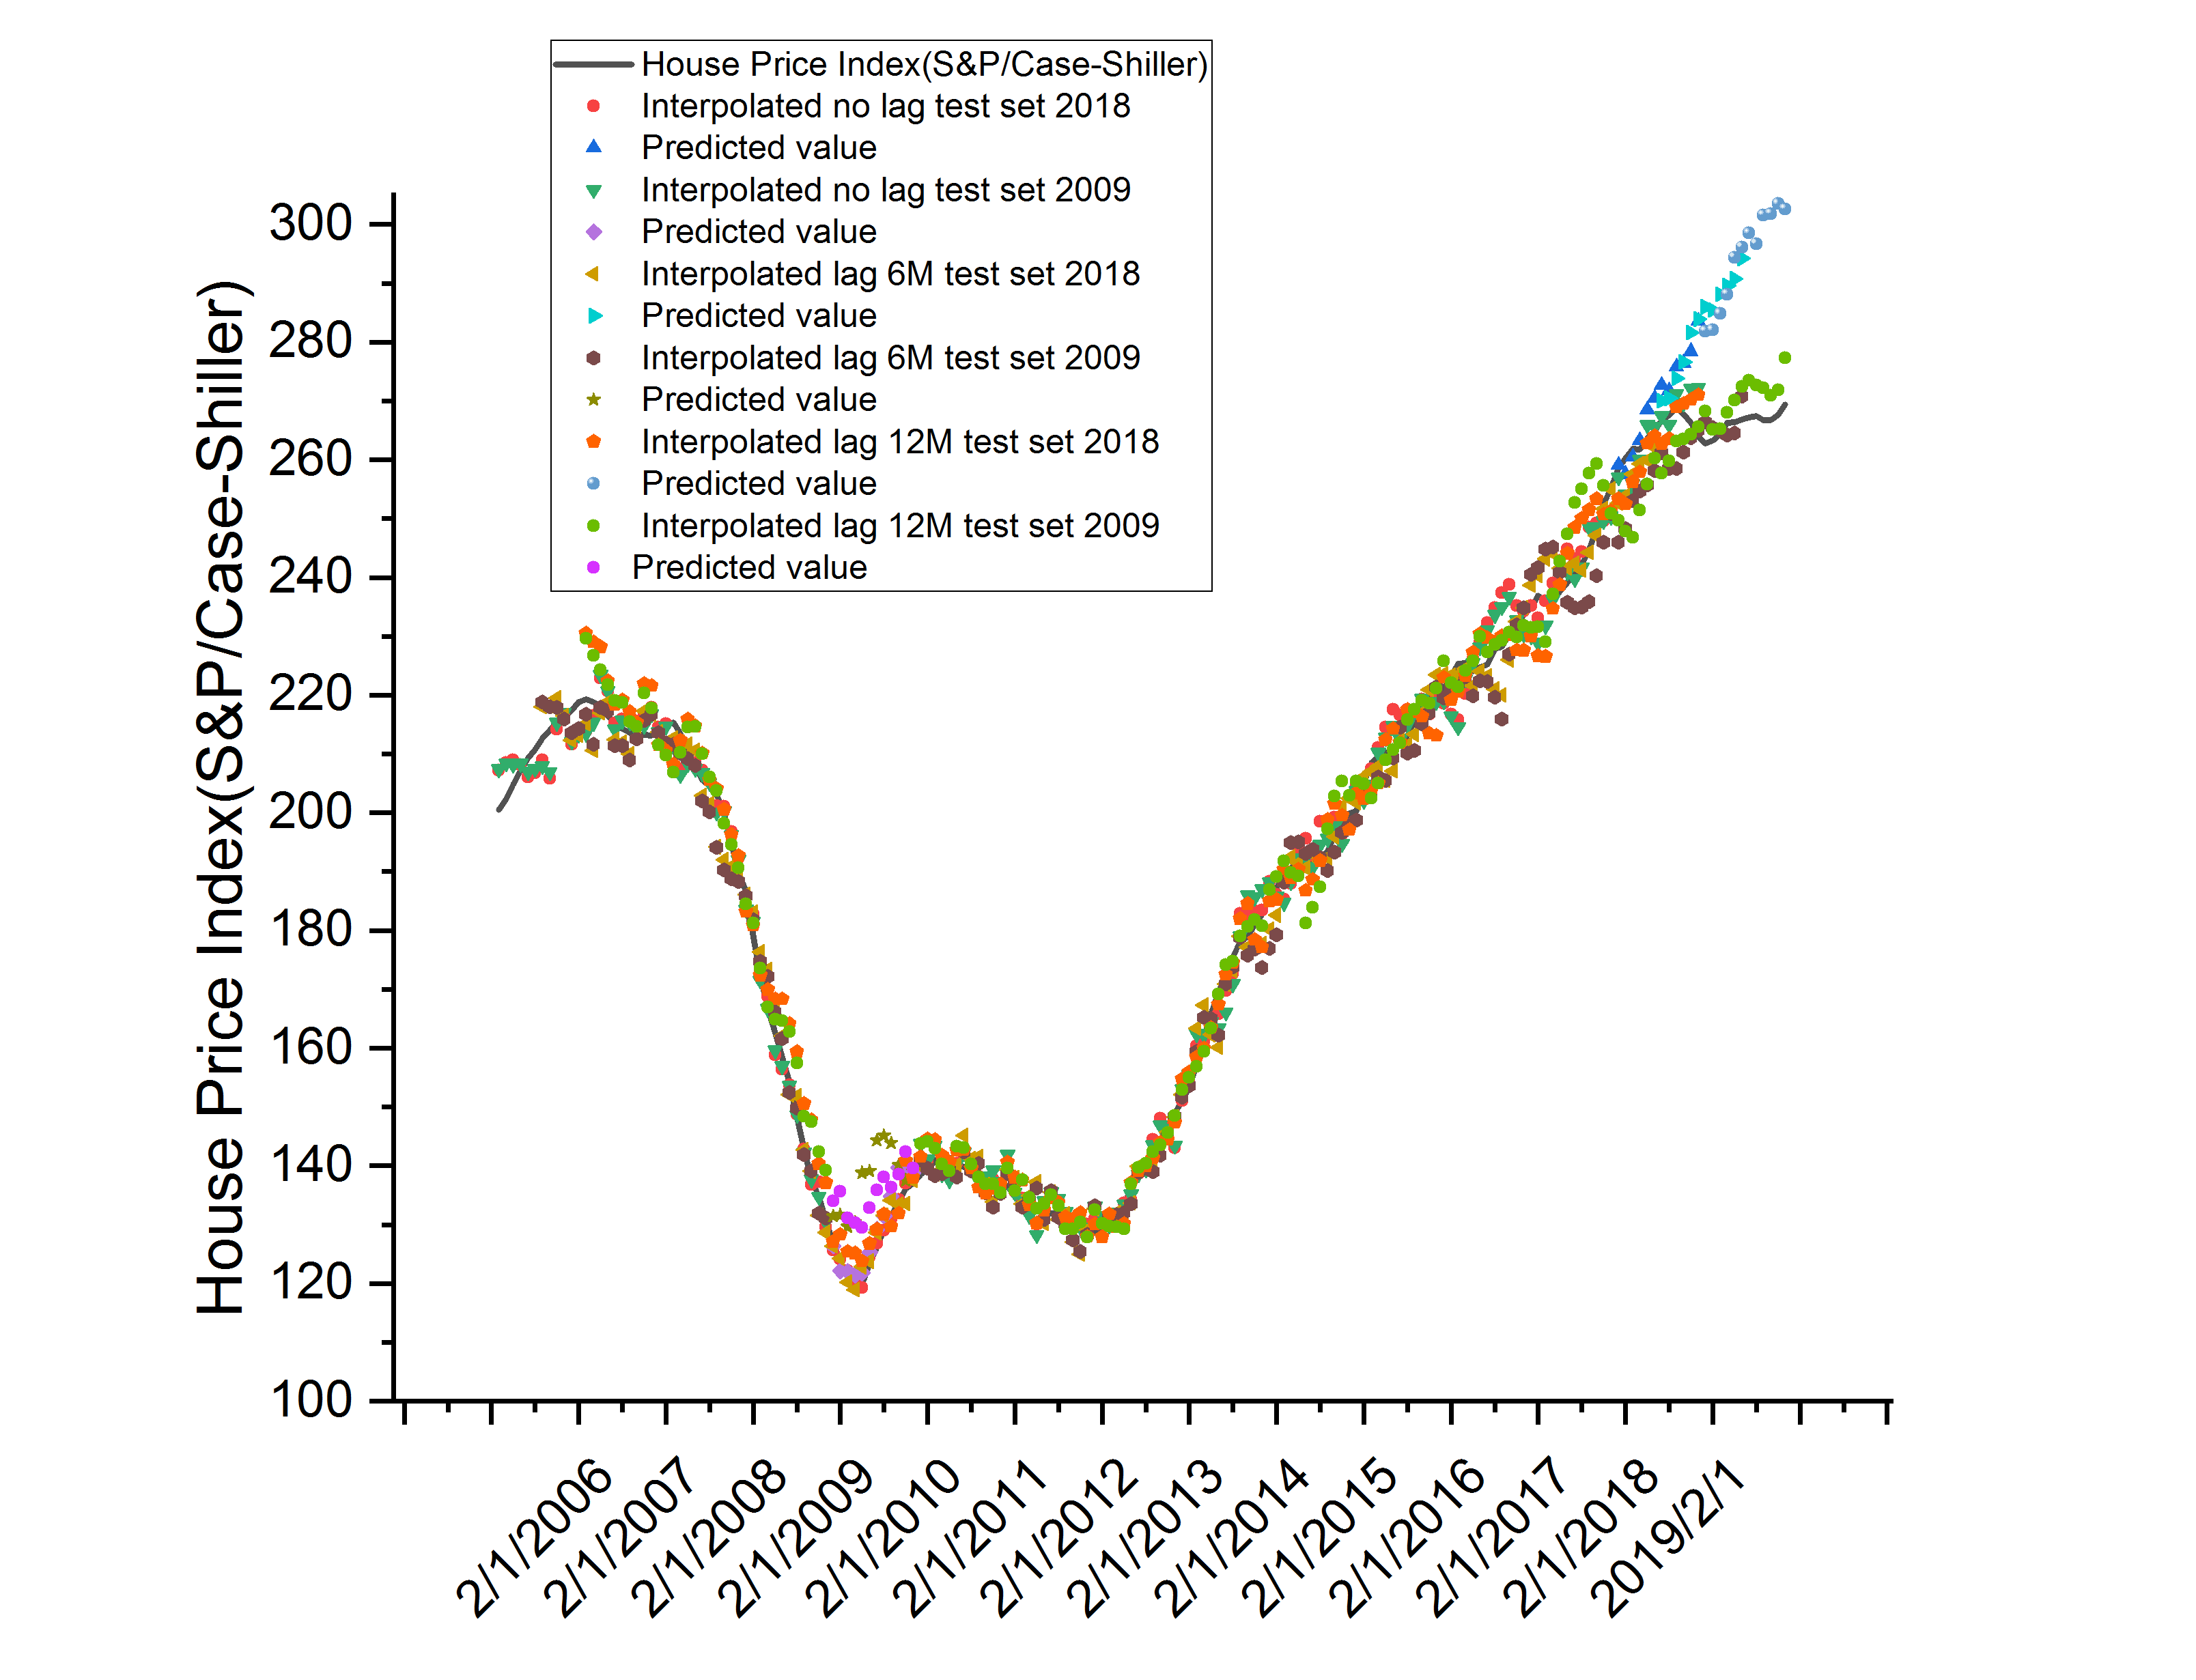 House Price Index(S&P/Case-Shiller)
Interpolated no lag test set 2018
Predicted value
Interpolated no lag test set 2009
Predicted value
Interpolated lag 6M test set 2018
Predicted value
Interpolated lag 6M test set 2009
Predicted value
Interpolated lag 12M test set 2018
Predicted value
Interpolated lag 12M test set 2009
Predicted value
House Price Index(S&P/Case-Shiller)
300
280
260
240
220
200
180
160
140
120
100
2/1/2006
2/1/2007
2/1/2008
2/1/2009
2/1/2010
2/1/2011
2/1/2012
2/1/2013
2/1/2014
2/1/2015
2/1/2016
2/1/2017
2/1/2018
2019/2/1